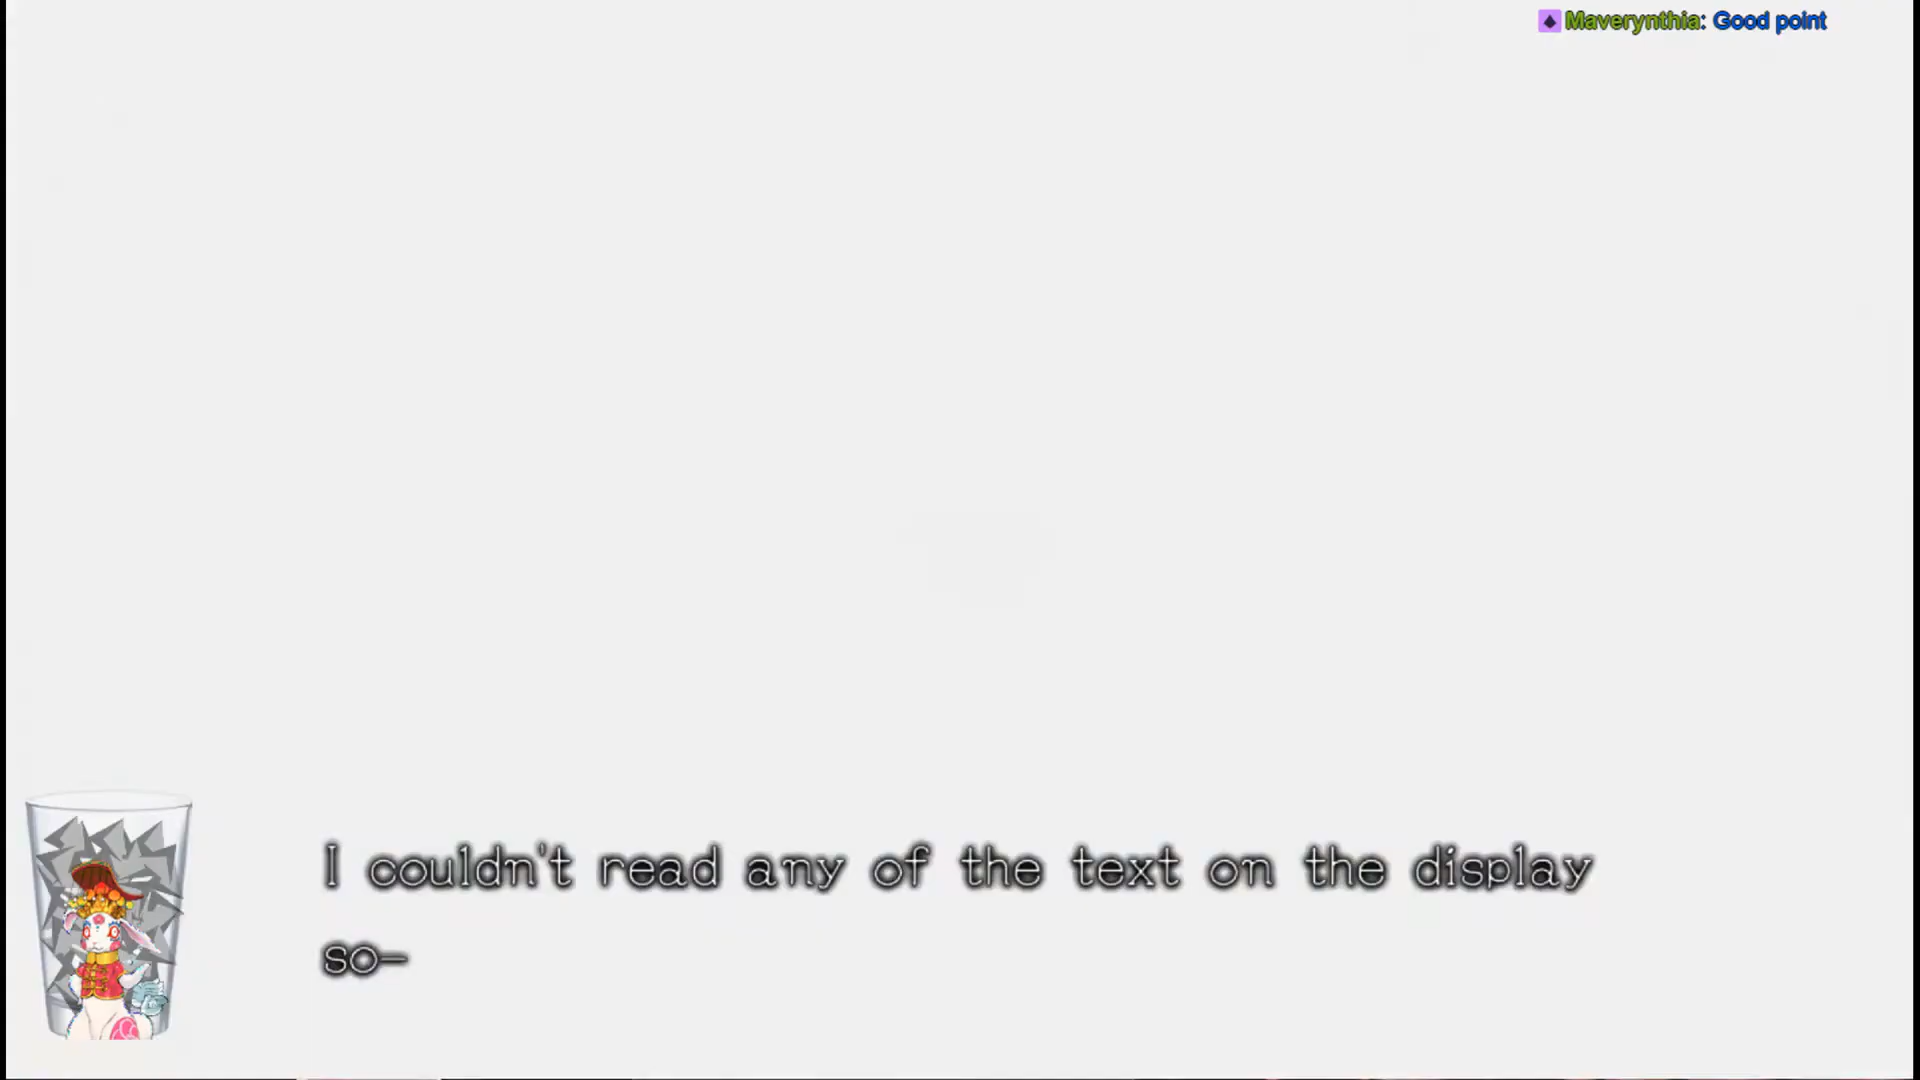 Maverynthia: Good point
I couldn't read any of the text on the display
so—